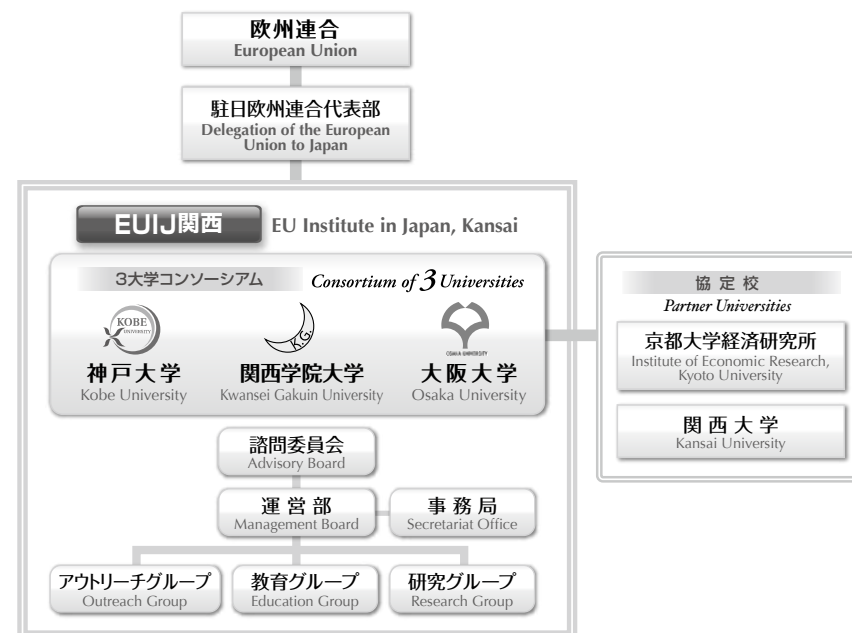 欧州連合
European Union
駐日欧州連合代表部
Delegation of the European
Union to Japan
EUIJ関西 EU Institute in Japan, Kansai
3大学コンソーシアム Consortium of 3 Universities
KOBE
UNIVERSITY
K.G.
OSAKA UNIVERSITY
神戸大学
Kobe University
関西学院大学
Kwansei Gakuin University
大阪大学
Osaka University
協定校
Partner Universities
京都大学経済研究所
Institute of Economic Research,
Kyoto University
関西大学
Kansai University
諮問委員会
Advisory Board
運営部
Management Board
事務局
Secretariat Office
アウトリーチグループ
Outreach Group
教育グループ
Education Group
研究グループ
Research Group